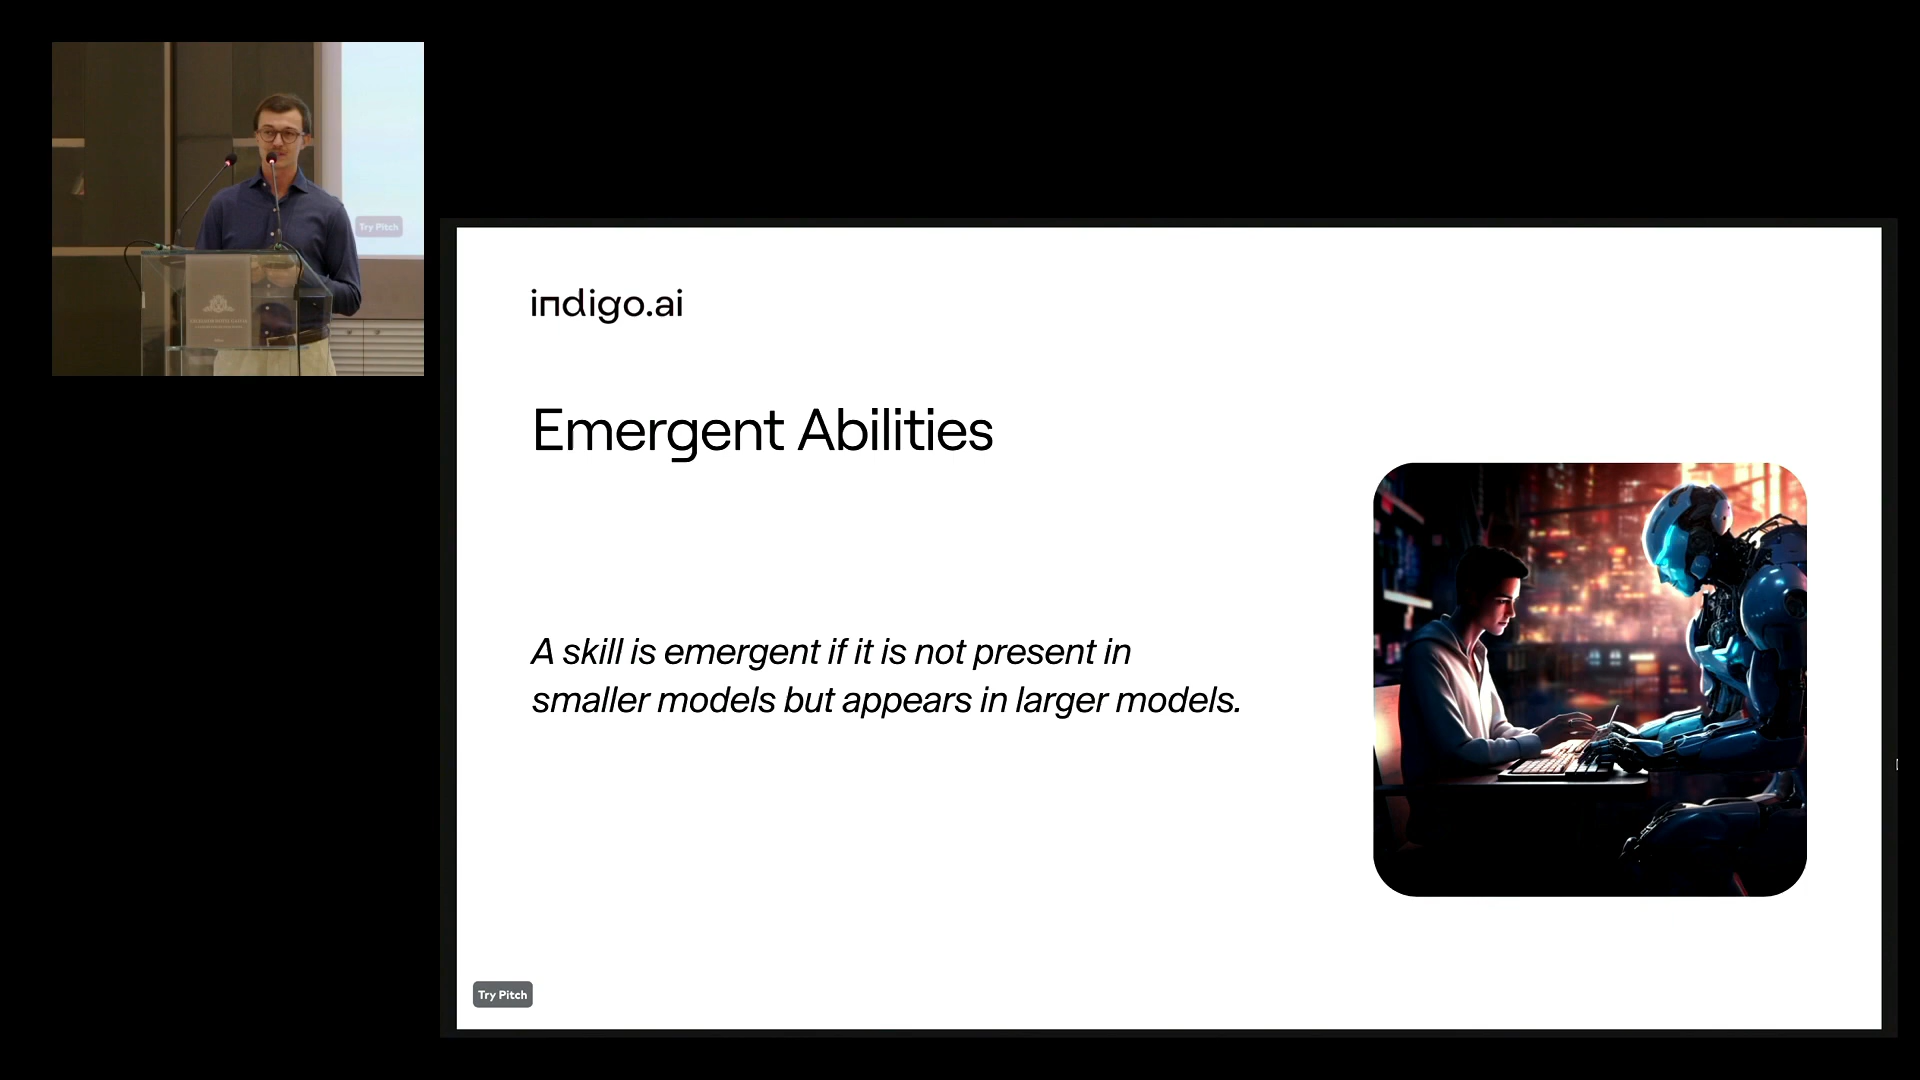 Try Pitch
indigo.ai
Emergent Abilities
A skill is emergent if it is not present in
smaller models but appears in larger models.
Try Pitch